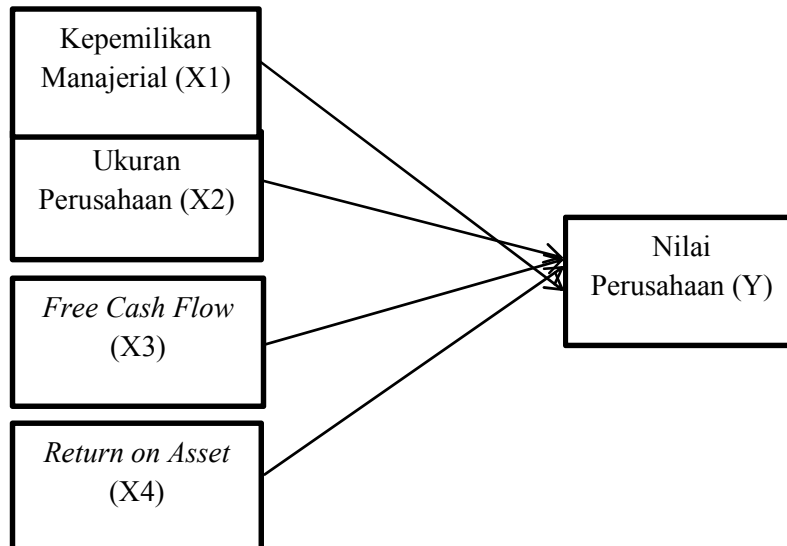 Kepemilikan
Manajerial (X1)
Ukuran
Perusahaan (X2)
Free Cash Flow
(X3)
Return on Asset
(X4)
Nilai
Perusahaan (Y)